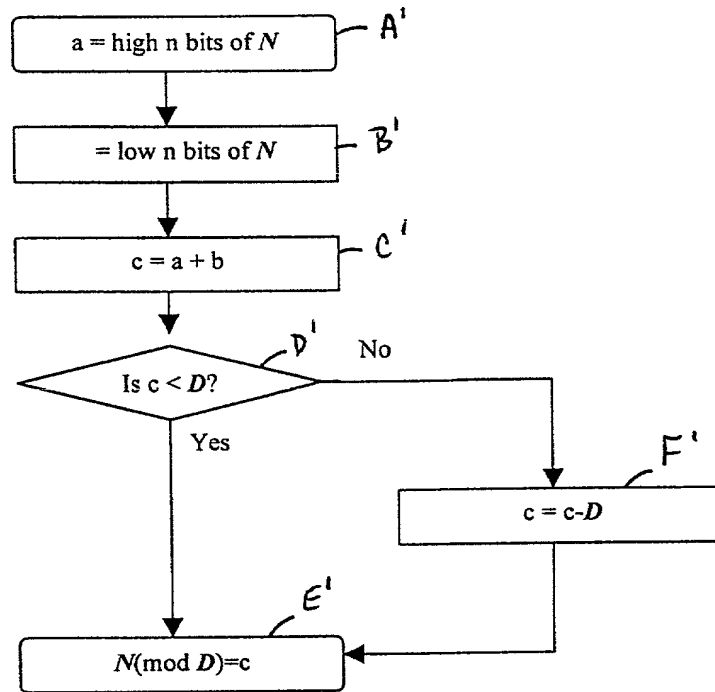 a = high n bits of N
A'
= low n bits of N
B'
c = a + b
C'
Is c < D?
D'
No
Yes
c = c-D
F'
N(mod D)=c
E'